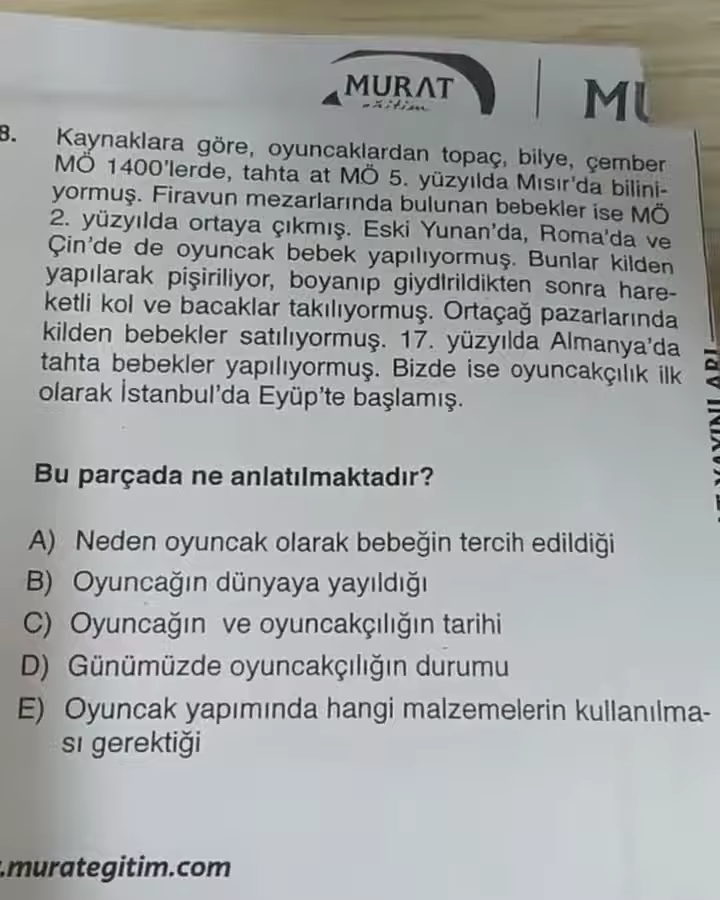 MURAT
eğitim
MU
8. Kaynaklara göre, oyuncaklardan topaç, bilye, çember
MÖ 1400'lerde, tahta at MÖ 5. yüzyılda Mısır'da bilini-
yormuş. Firavun mezarlarında bulunan bebekler ise MÖ
2. yüzyılda ortaya çıkmış. Eski Yunan'da, Roma'da ve
Çin'de de oyuncak bebek yapılıyormuş. Bunlar kilden
yapılarak pişiriliyor, boyanıp giydirildikten sonra hare-
ketli kol ve bacaklar takılıyormuş. Ortaçağ pazarlarında
kilden bebekler satılıyormuş. 17. yüzyılda Almanya'da
tahta bebekler yapılıyormuş. Bizde ise oyuncakçılık ilk
olarak İstanbul'da Eyüp'te başlamış.
Bu parçada ne anlatılmaktadır?
A) Neden oyuncak olarak bebeğin tercih edildiği
B) Oyuncağın dünyaya yayıldığı
C) Oyuncağın ve oyuncakçılığın tarihi
D) Günümüzde oyuncakçılığın durumu
E) Oyuncak yapımında hangi malzemelerin kullanılma-
sı gerektiği
.murategitim.com
YAYINLARI